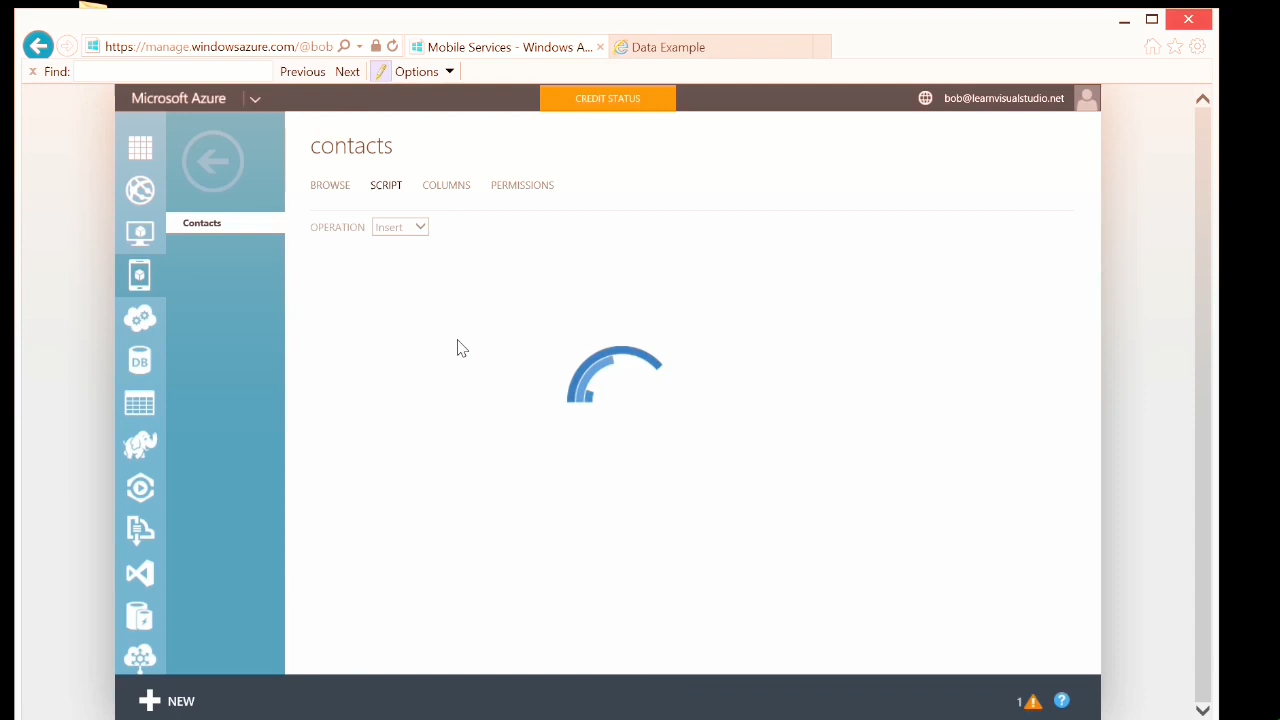 https://manage.windowsazure.com/@bob
Mobile Services - Windows A... ×
Data Example
x Find:
Previous Next
Options
Microsoft Azure
CREDIT STATUS
bob@learnvisualstudio.net
contacts
BROWSE SCRIPT COLUMNS PERMISSIONS
Contacts
OPERATION Insert
DB
NEW
1
?